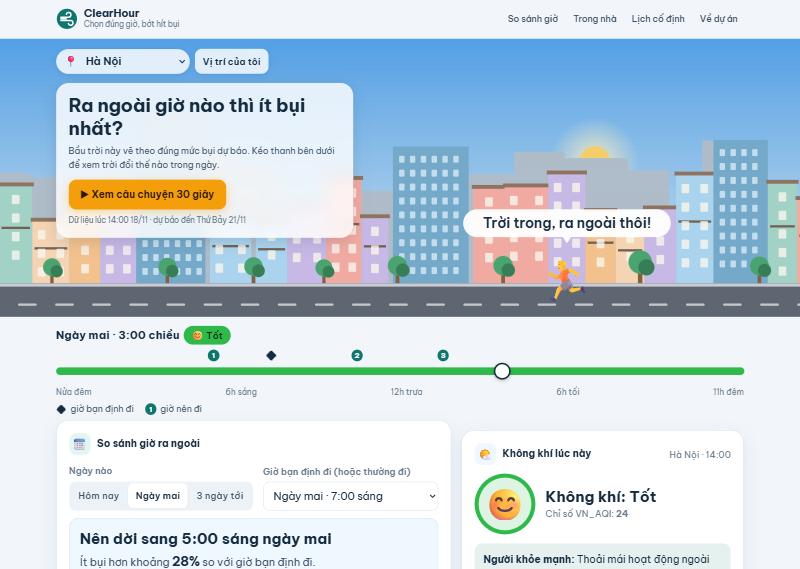 ClearHour
Chọn đúng giờ, bớt hít bụi
So sánh giờ
Trong nhà
Lịch cố định
Về dự án
Hà Nội
Vị trí của tôi
Ra ngoài giờ nào thì ít bụi
nhất?
Bầu trời này vẽ theo đúng mức bụi dự báo. Kéo thanh bên dưới
để xem trời đổi thế nào trong ngày.
▶ Xem câu chuyện 30 giây
Dữ liệu lúc 14:00 18/11 · dự báo đến Thứ Bảy 21/11
Trời trong, ra ngoài thôi!
Ngày mai · 3:00 chiều
Tốt
1
2
3
Nửa đêm
6h sáng
12h trưa
6h tối
11h đêm
giờ bạn định đi
1 giờ nên đi
So sánh giờ ra ngoài
Ngày nào
Hôm nay
Ngày mai
3 ngày tới
Giờ bạn định đi (hoặc thường đi)
Ngày mai · 7:00 sáng
Nên dời sang 5:00 sáng ngày mai
Ít bụi hơn khoảng 28% so với giờ bạn định đi.
Không khí lúc này
Hà Nội · 14:00
Không khí: Tốt
Chỉ số VN_AQI: 24
Người khỏe mạnh: Thoải mái hoạt động ngoài